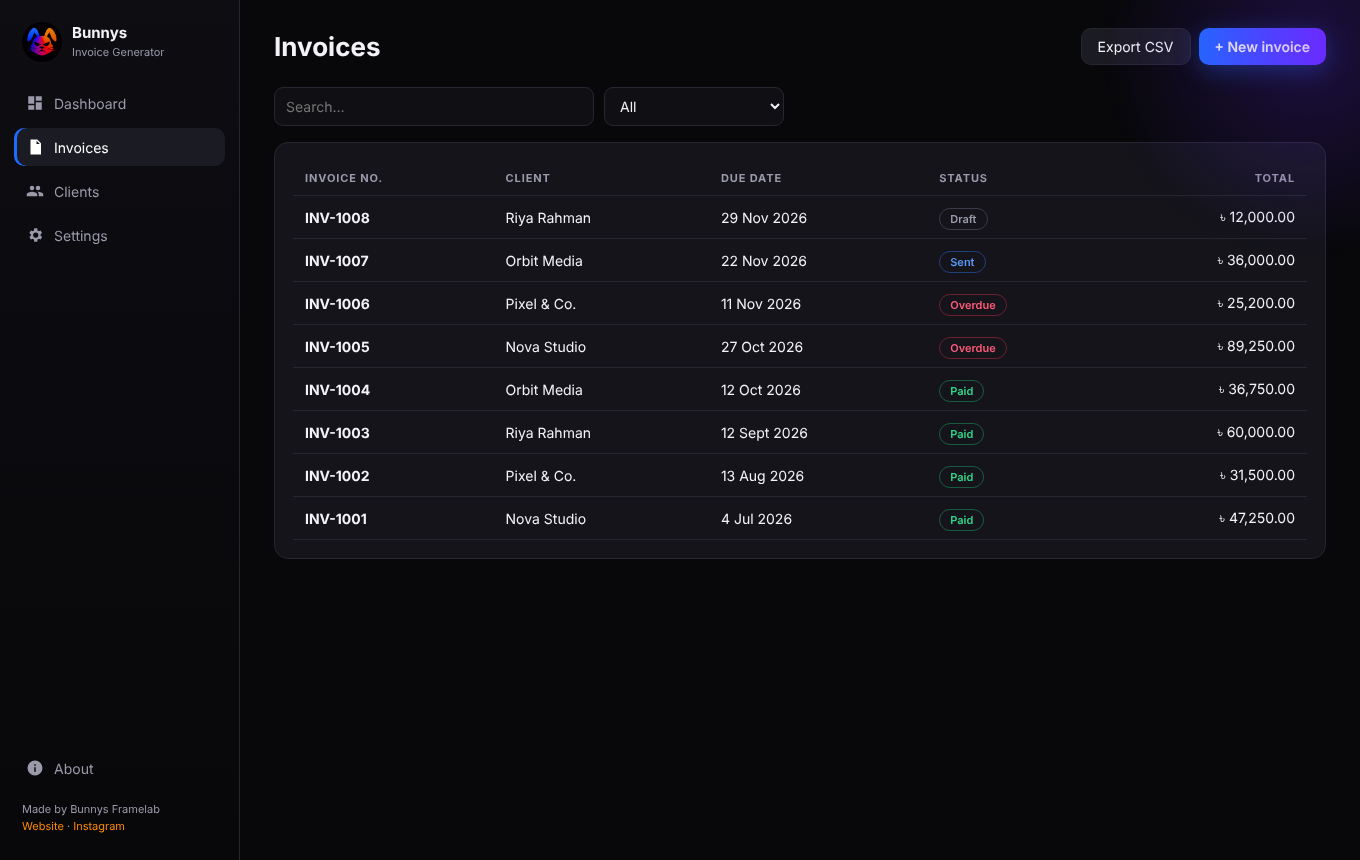 Bunnys
Invoice Generator
Dashboard
Invoices
Clients
Settings
About
Made by Bunnys Framelab
Website · Instagram
Invoices
Export CSV
+ New invoice
Search...
All
INVOICE NO. CLIENT DUE DATE STATUS TOTAL
INV-1008 Riya Rahman 29 Nov 2026 Draft ৳ 12,000.00
INV-1007 Orbit Media 22 Nov 2026 Sent ৳ 36,000.00
INV-1006 Pixel & Co. 11 Nov 2026 Overdue ৳ 25,200.00
INV-1005 Nova Studio 27 Oct 2026 Overdue ৳ 89,250.00
INV-1004 Orbit Media 12 Oct 2026 Paid ৳ 36,750.00
INV-1003 Riya Rahman 12 Sept 2026 Paid ৳ 60,000.00
INV-1002 Pixel & Co. 13 Aug 2026 Paid ৳ 31,500.00
INV-1001 Nova Studio 4 Jul 2026 Paid ৳ 47,250.00